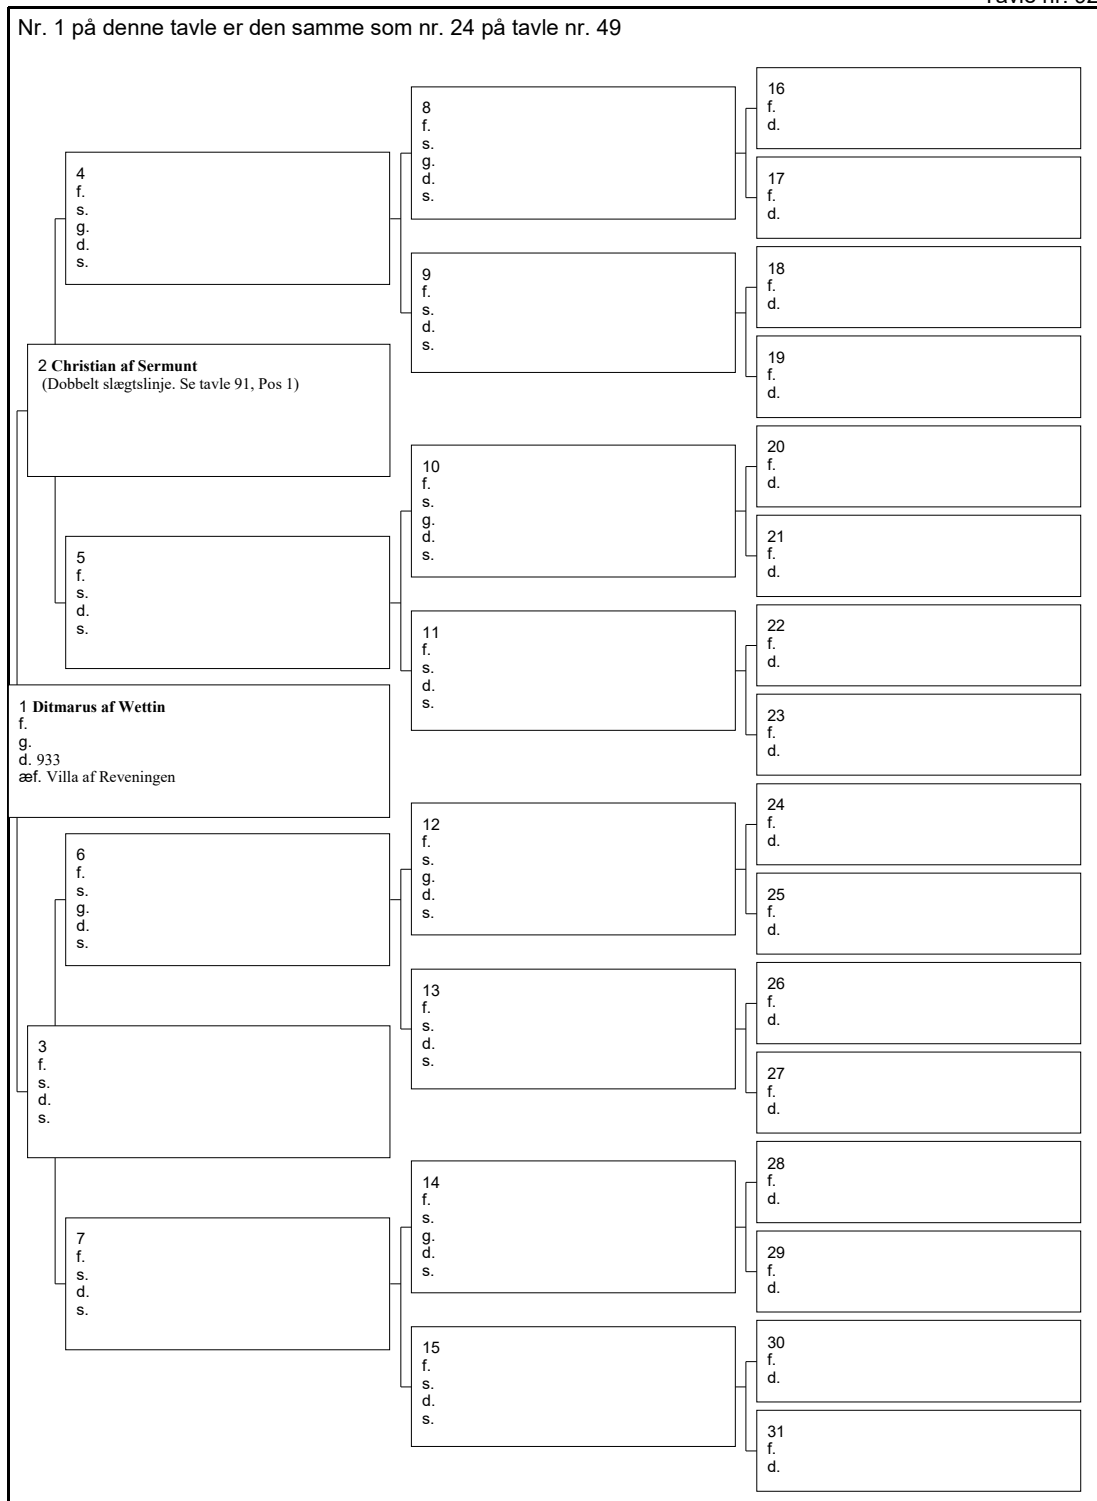 Nr. 1 på denne tavle er den samme som nr. 24 på tavle nr. 49
16
f.
d.
8
f.
s.
g.
d.
s.
4
f.
s.
g.
d.
s.
17
f.
d.
18
f.
d.
9
f.
s.
d.
s.
2 Christian af Sermunt
(Dobbelt slægtslinje. Se tavle 91, Pos 1)
19
f.
d.
20
f.
d.
10
f.
s.
g.
d.
s.
21
f.
d.
5
f.
s.
d.
s.
22
f.
d.
11
f.
s.
d.
s.
1 Ditmarus af Wettin
f.
g.
d. 933
æf. Villa af Reveningen
23
f.
d.
24
f.
d.
12
f.
s.
g.
d.
s.
6
f.
s.
g.
d.
s.
25
f.
d.
26
f.
d.
13
f.
s.
d.
s.
3
f.
s.
d.
s.
27
f.
d.
28
f.
d.
14
f.
s.
g.
d.
s.
7
f.
s.
d.
s.
29
f.
d.
30
f.
d.
15
f.
s.
d.
s.
31
f.
d.